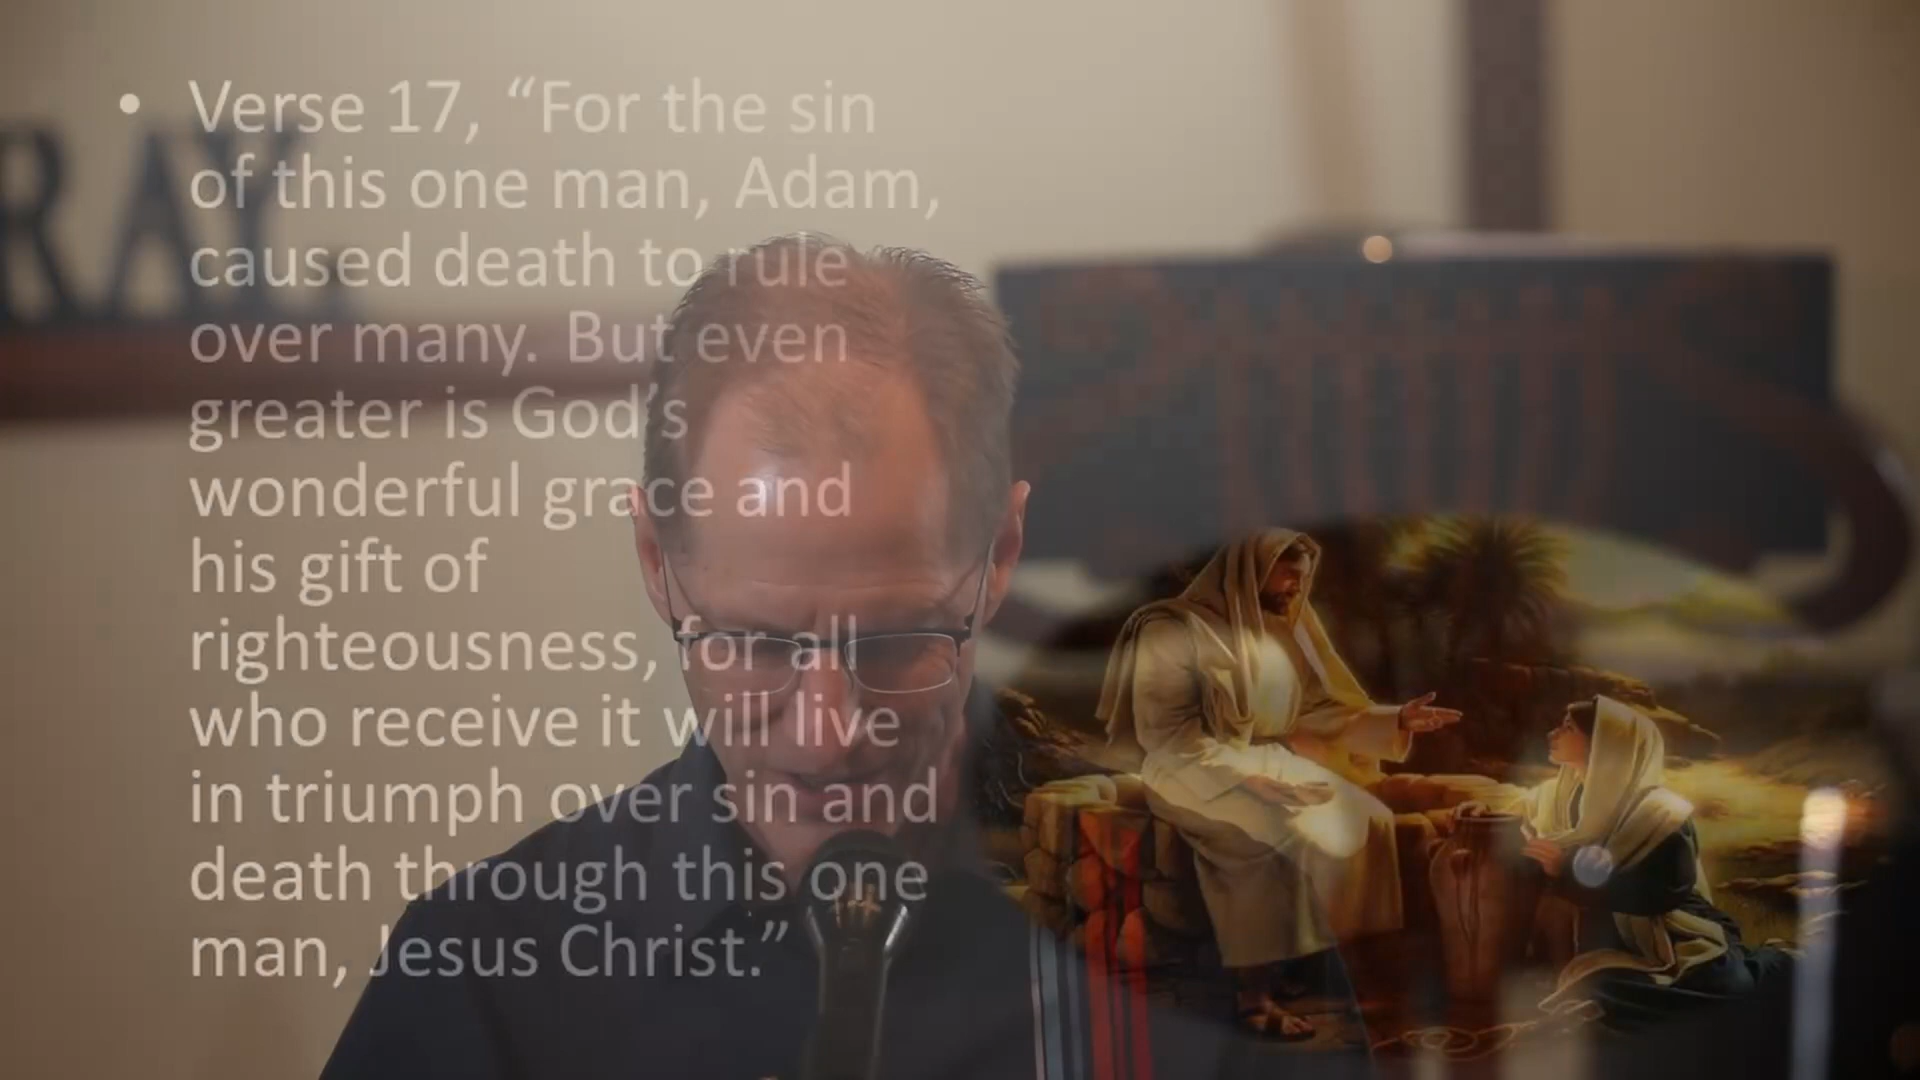 RAY.
• Verse 17, “For the sin
of this one man, Adam,
caused death to rule
over many. But even
greater is God’s
wonderful grace and
his gift of
righteousness, for all
who receive it will live
in triumph over sin and
death through this one
man, Jesus Christ.”